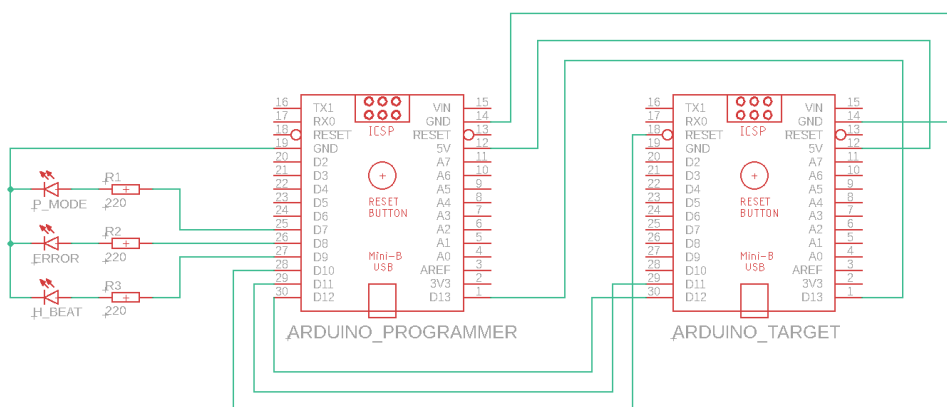 16 TX1 VIN 15
17 RX0 ICSP GND 14
18 RESET RESET 13
19 GND 5V 12
20 D2 A7 11
21 D3 A6 10
22 D4 A5 9
23 D5 RESET A4 8
24 D6 BUTTON A3 7
25 D7 A2 6
26 D8 A1 5
27 D9 Mini-B A0 4
28 D10 USB AREF 3
29 D11 3V3 2
30 D12 D13 1
ARDUINO_PROGRAMMER
16 TX1 VIN 15
17 RX0 ICSP GND 14
18 RESET RESET 13
19 GND 5V 12
20 D2 A7 11
21 D3 A6 10
22 D4 A5 9
23 D5 RESET A4 8
24 D6 BUTTON A3 7
25 D7 A2 6
26 D8 A1 5
27 D9 Mini-B A0 4
28 D10 USB AREF 3
29 D11 3V3 2
30 D12 D13 1
ARDUINO_TARGET
R1
P_MODE 220
R2
ERROR 220
R3
H_BEAT 220